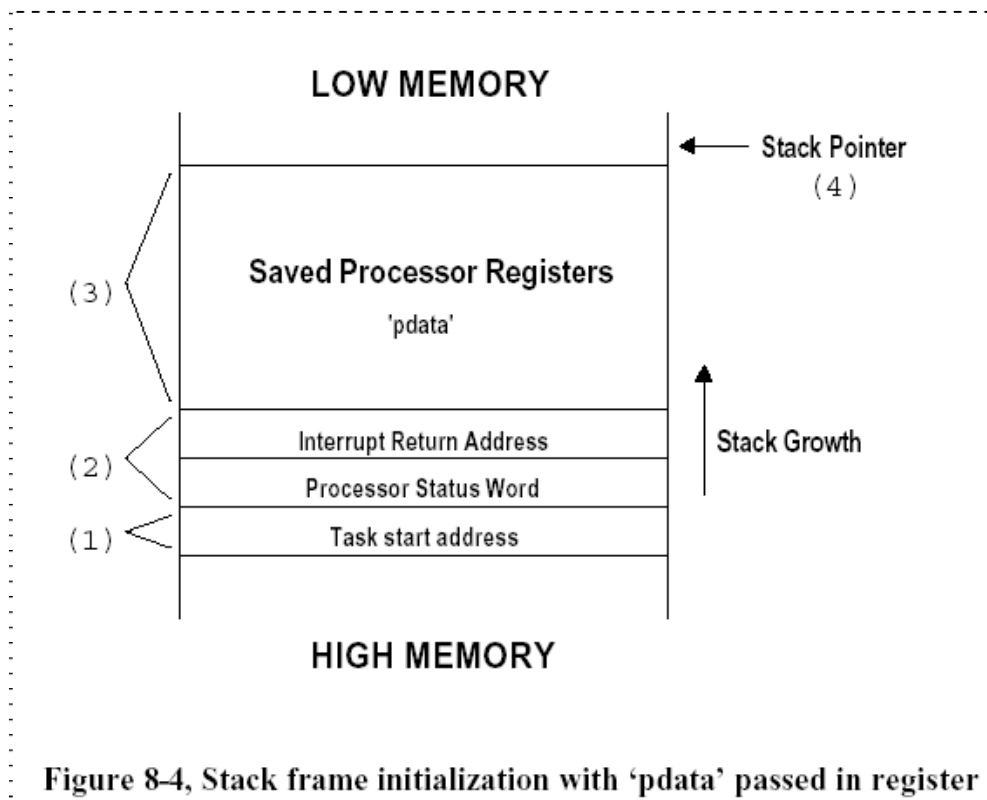 LOW MEMORY
Stack Pointer
(4)
Saved Processor Registers
'pdata'
(3)
Interrupt Return Address
Stack Growth
(2)
Processor Status Word
(1)
Task start address
HIGH MEMORY
Figure 8-4, Stack frame initialization with ‘pdata’ passed in register